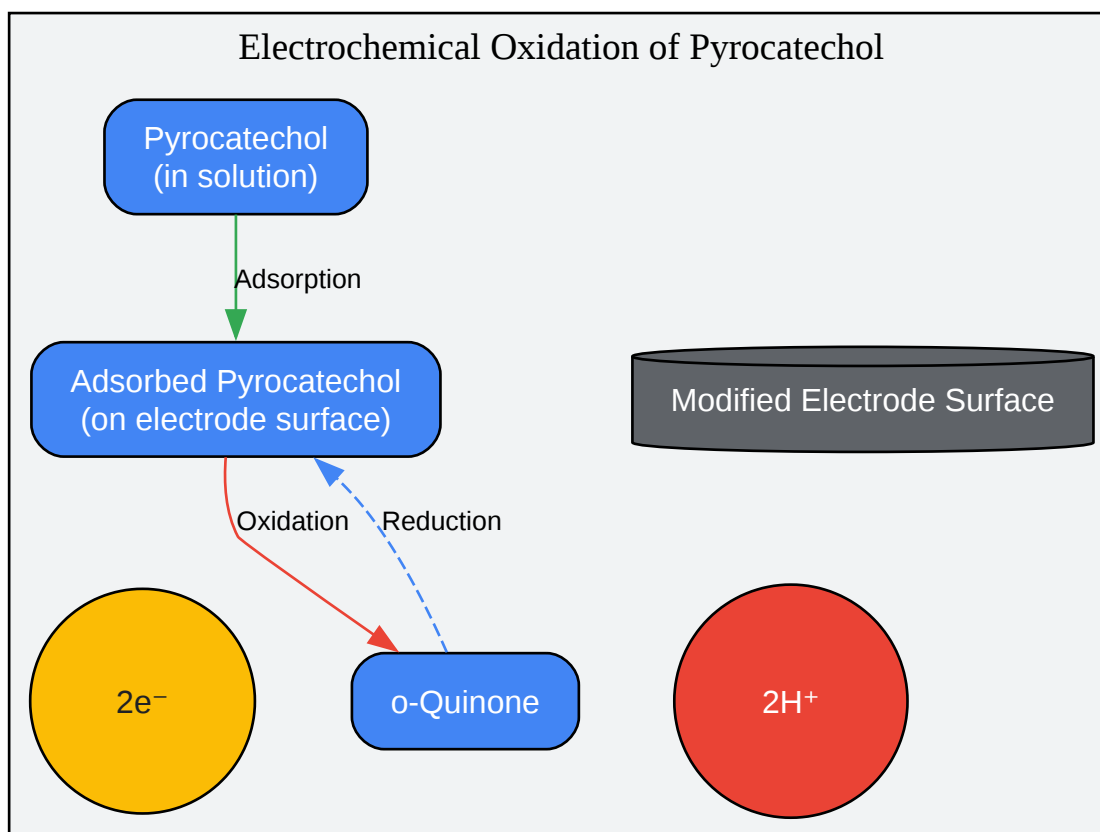 Electrochemical Oxidation of Pyrocatechol
Pyrocatechol
(in solution)
Adsorption
Adsorbed Pyrocatechol
(on electrode surface)
Modified Electrode Surface
Oxidation
Reduction
2e⁻
o-Quinone
2H⁺